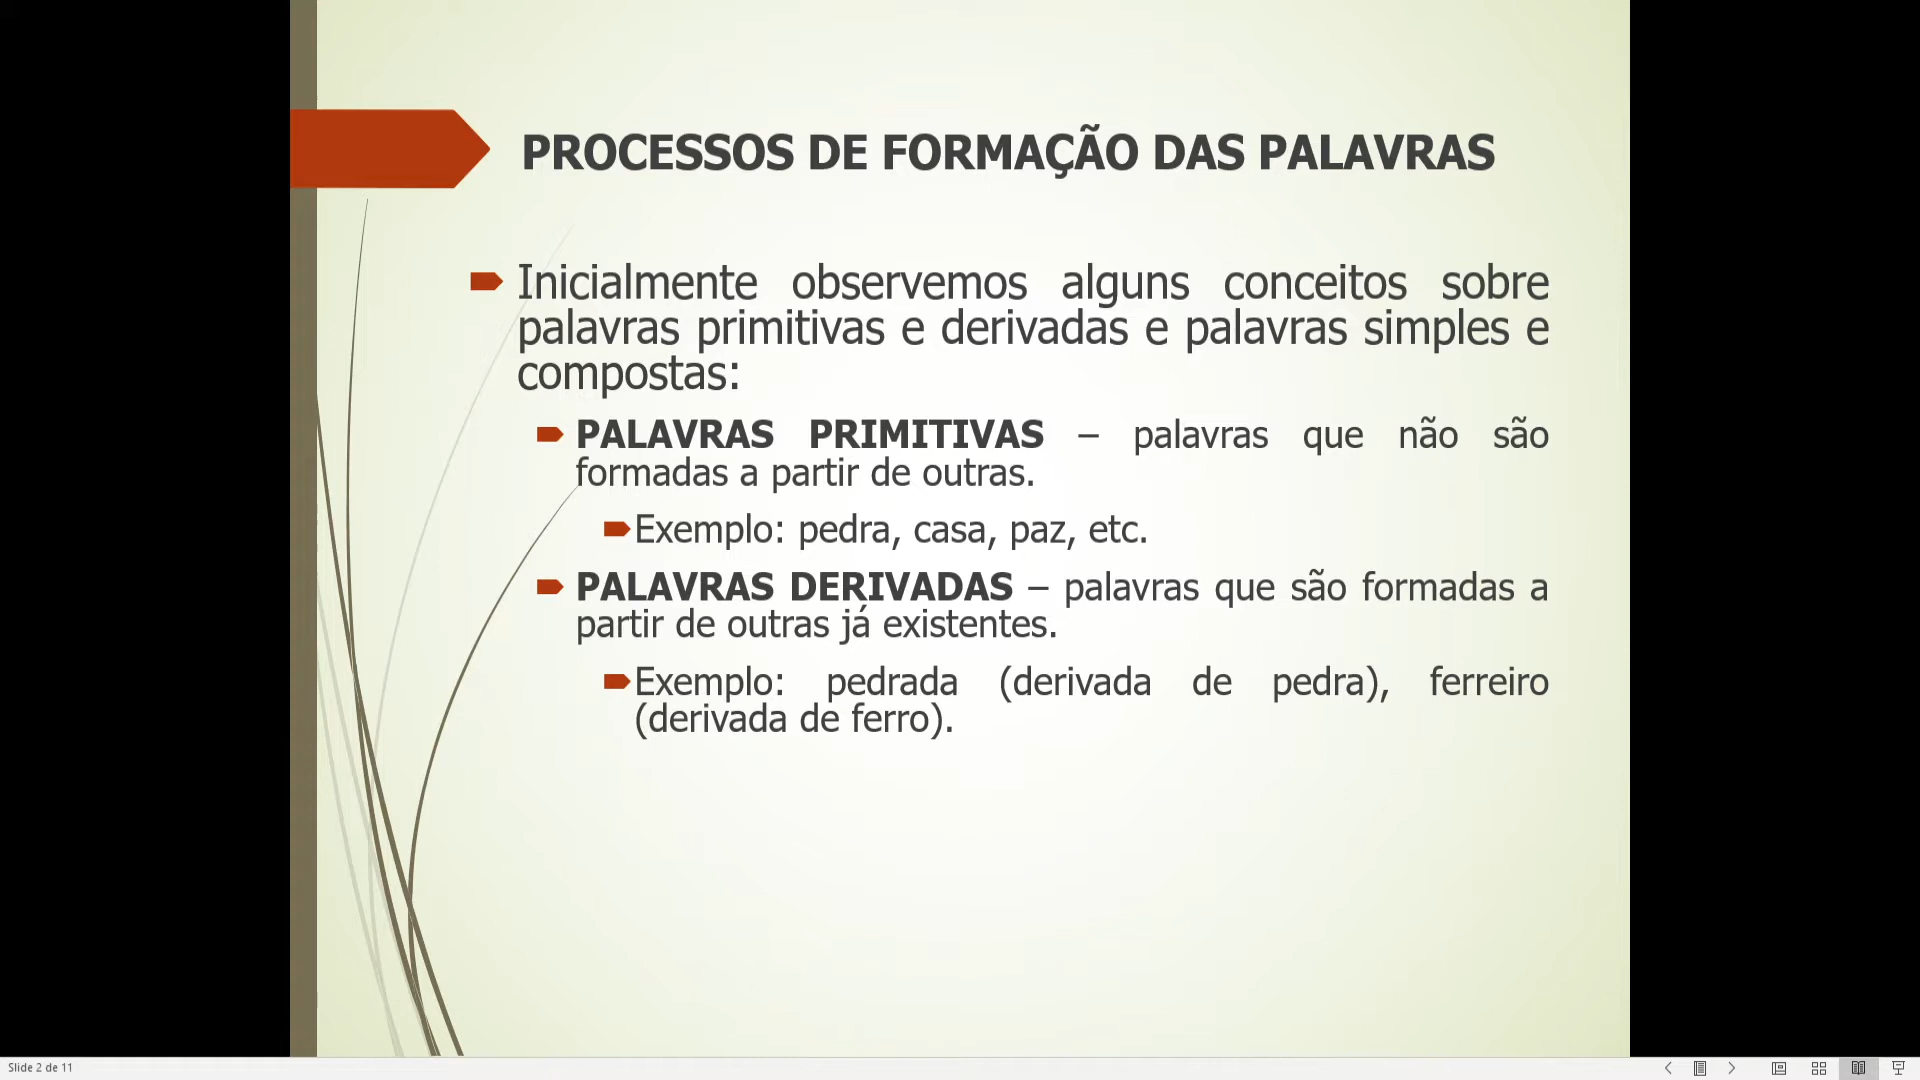 PROCESSOS DE FORMAÇÃO DAS PALAVRAS
Inicialmente observemos alguns conceitos sobre
palavras primitivas e derivadas e palavras simples e
compostas:
PALAVRAS PRIMITIVAS – palavras que não são
formadas a partir de outras.
Exemplo: pedra, casa, paz, etc.
PALAVRAS DERIVADAS – palavras que são formadas a
partir de outras já existentes.
Exemplo: pedrada (derivada de pedra), ferreiro
(derivada de ferro).
Slide 2 de 11